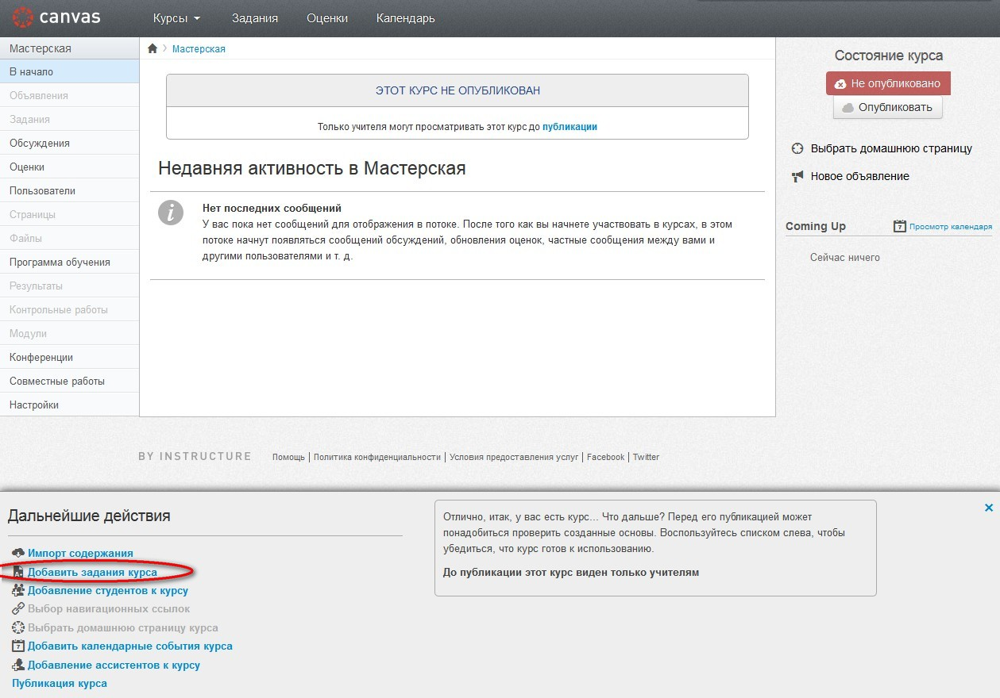 canvas
Курсы
Задания
Оценки
Календарь
Мастерская
В начало
Объявления
Задания
Обсуждения
Оценки
Пользователи
Страницы
Файлы
Программа обучения
Результаты
Контрольные работы
Модули
Конференции
Совместные работы
Настройки
Мастерская
ЭТОТ КУРС НЕ ОПУБЛИКОВАН
Только учителя могут просматривать этот курс до публикации
Недавняя активность в Мастерская
Нет последних сообщений
У вас пока нет сообщений для отображения в потоке. После того как вы начнете участвовать в курсах, в этом
потоке начнут появляться сообщений обсуждений, обновления оценок, частные сообщения между вами и
другими пользователями и т. д.
Состояние курса
Не опубликовано
Опубликовать
Выбрать домашнюю страницу
Новое объявление
Coming Up
7 Просмотр календаря
Сейчас ничего
BY INSTRUCTURE
Помощь | Политика конфиденциальности | Условия предоставления услуг | Facebook | Twitter
Дальнейшие действия
Импорт содержания
Добавить задания курса
Добавление студентов к курсу
Выбор навигационных ссылок
Выбрать домашнюю страницу курса
7 Добавить календарные события курса
Добавление ассистентов к курсу
Публикация курса
Отлично, итак, у вас есть курс... Что дальше? Перед его публикацией может
понадобиться проверить созданные основы. Воспользуйтесь списком слева, чтобы
убедиться, что курс готов к использованию.
До публикации этот курс виден только учителям